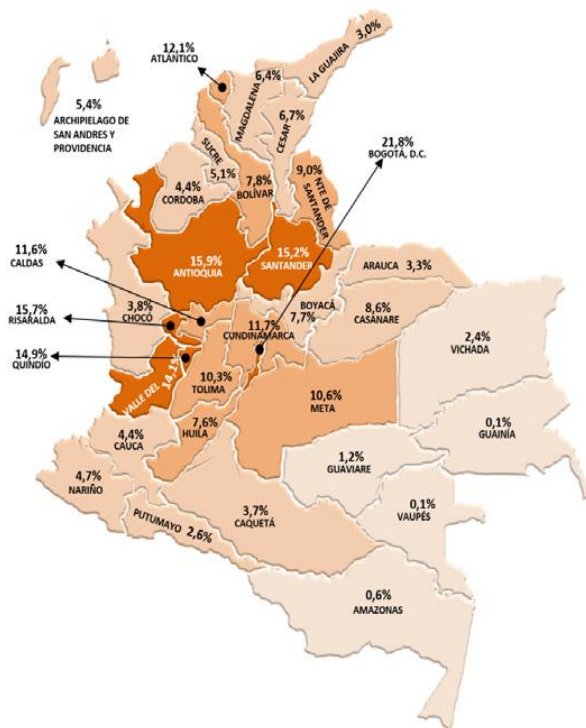 12,1%
ATLÁNTICO
3,0%
LA GUAJIRA
6,4%
MAGDALENA
5,4%
ARCHIPIELAGO DE
SAN ANDRES Y
PROVIDENCIA
6,7%
CESAR
21,8%
BOGOTÁ, D.C.
SUCRE
5,1%
9,0%
NTE DE
SANTANDER
7,8%
BOLÍVAR
4,4%
CORDOBA
11,6%
CALDAS
15,9%
ANTIOQUIA
15,2%
SANTANDER
ARAUCA 3,3%
15,7%
RISARALDA
3,8%
CHOCÓ
BOYACÁ
7,7%
8,6%
CASANARE
11,7%
CUNDINAMARCA
2,4%
VICHADA
14,9%
QUINDÍO
VALLE DEL
14,1%
10,3%
TOLIMA
10,6%
META
7,6%
HUILA
0,1%
GUAINÍA
4,4%
CAUCA
1,2%
GUAVIARE
4,7%
NARIÑO
3,7%
CAQUETÁ
0,1%
VAUPÉS
PUTUMAYO 2,6%
0,6%
AMAZONAS